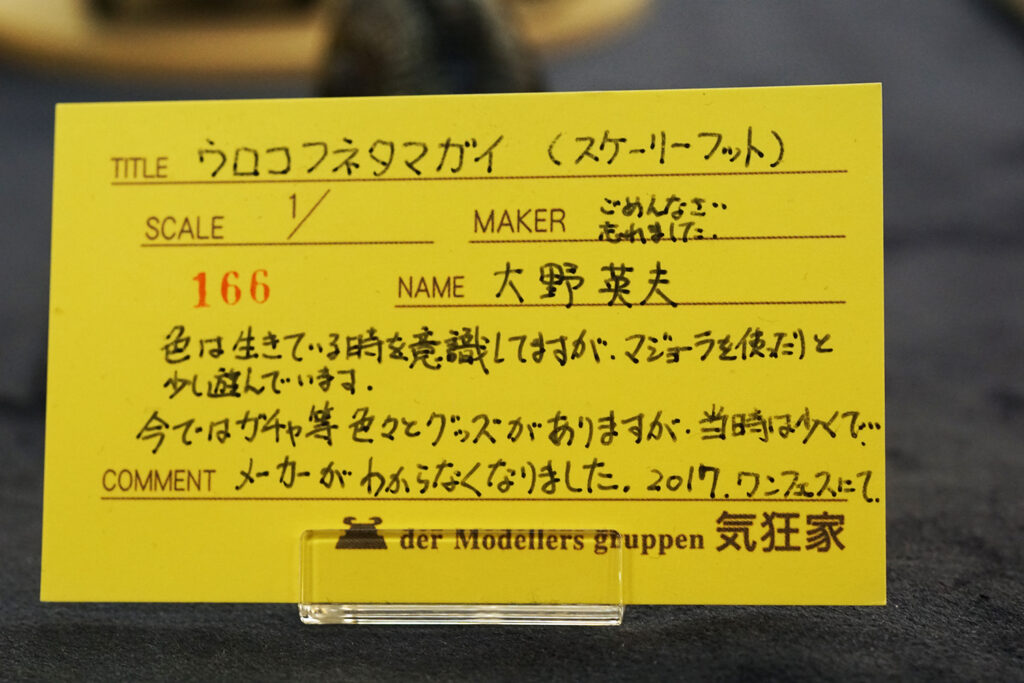 TITLE ウロコフネタマガイ (スケーリーフット)
SCALE 1/
MAKER ごめんなさい
忘れました.
166
NAME 大野英夫
色は生きている時を意識してますが、マジョーラを使ったりと
少し遊んでいます.
今ではガチャ等色々とグッズがありますが、当時は少くて…
COMMENT メーカーがわからなくなりました. 2017. ワンフェスにて.
der Modellers gruppen 気狂家